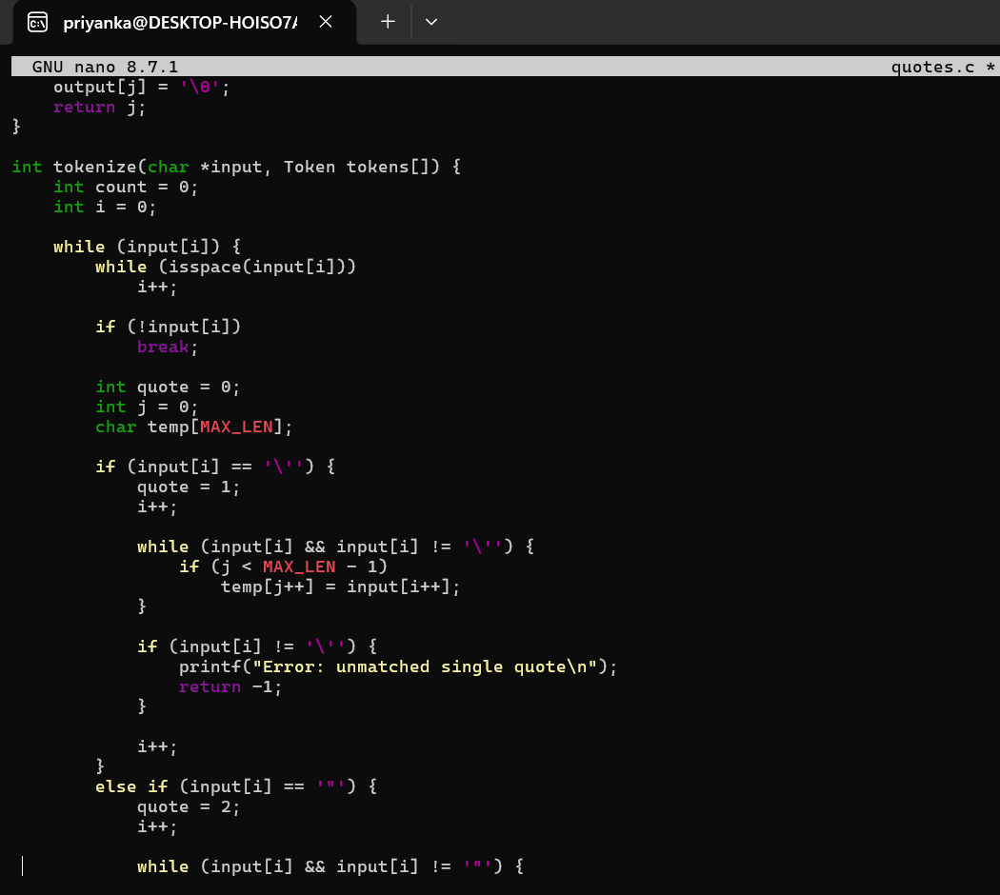 priyanka@DESKTOP-HOISO7A
GNU nano 8.7.1 quotes.c *
    output[j] = '\0';
    return j;
}

int tokenize(char *input, Token tokens[]) {
    int count = 0;
    int i = 0;

    while (input[i]) {
        while (isspace(input[i]))
            i++;

        if (!input[i])
            break;

        int quote = 0;
        int j = 0;
        char temp[MAX_LEN];

        if (input[i] == '\'') {
            quote = 1;
            i++;

            while (input[i] && input[i] != '\'') {
                if (j < MAX_LEN - 1)
                    temp[j++] = input[i++];
            }

            if (input[i] != '\'') {
                printf("Error: unmatched single quote\n");
                return -1;
            }

            i++;
        }
        else if (input[i] == '"') {
            quote = 2;
            i++;

            while (input[i] && input[i] != '"') {